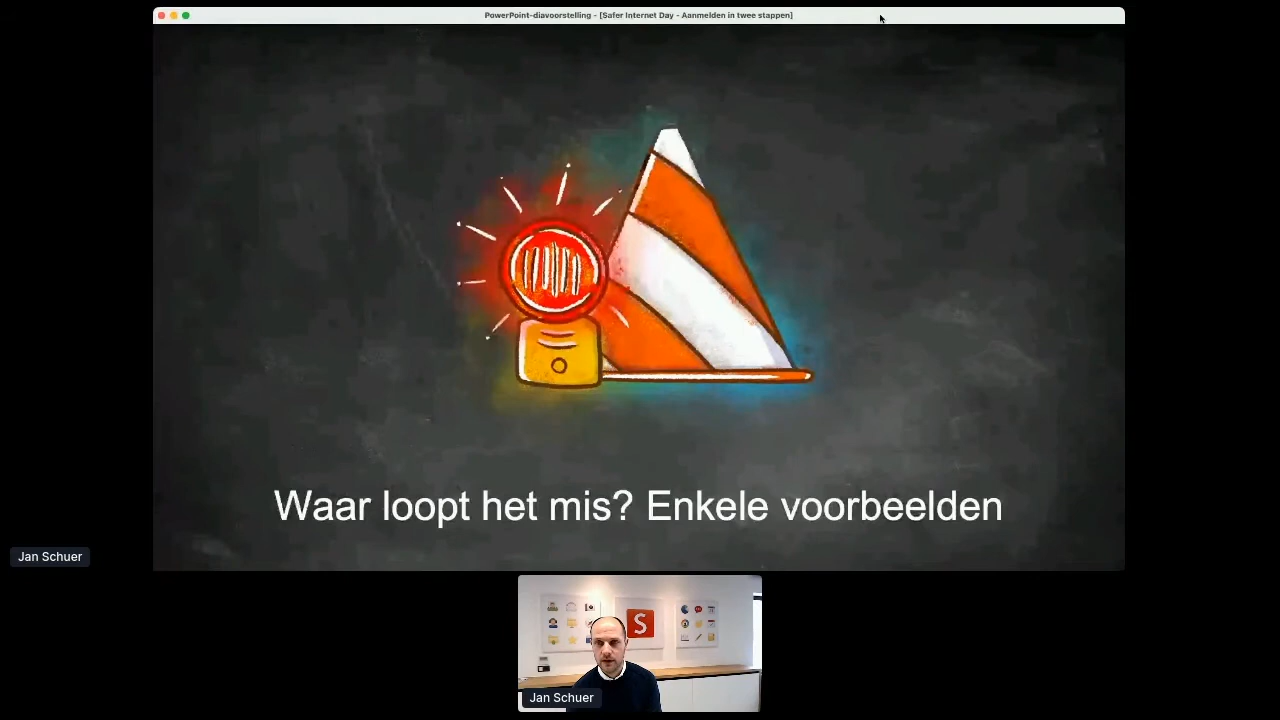 PowerPoint-diavoorstelling - [Safer Internet Day - Aanmelden in twee stappen]
Waar loopt het mis? Enkele voorbeelden
Jan Schuer
S
Jan Schuer